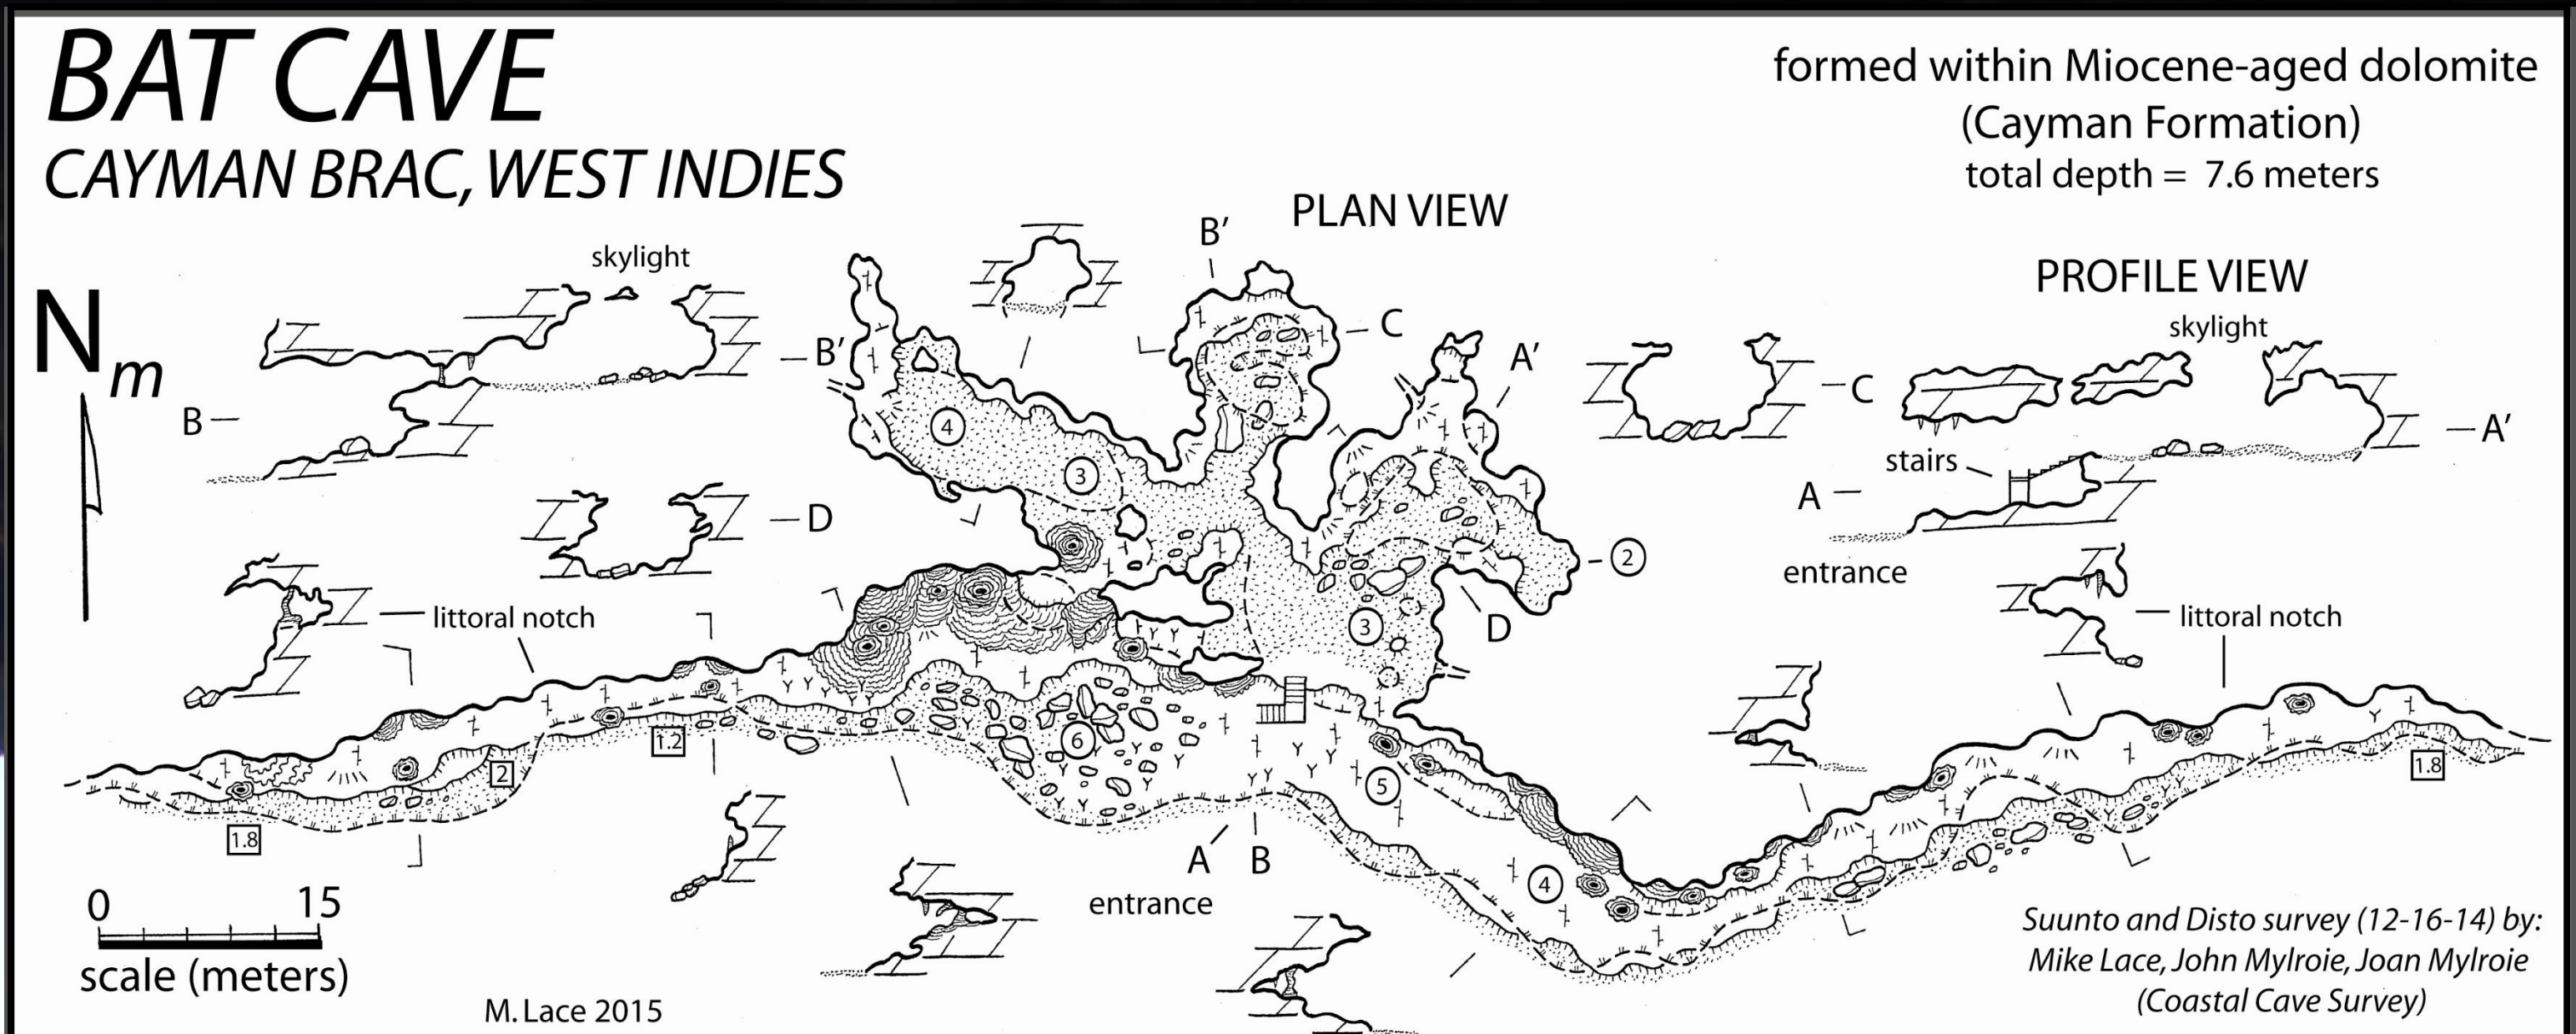 BAT CAVE
CAYMAN BRAC, WEST INDIES
formed within Miocene-aged dolomite
(Cayman Formation)
total depth = 7.6 meters
PLAN VIEW
PROFILE VIEW
N
m
skylight
B
B′
B′
C
A′
C
skylight
stairs
A
A′
entrance
D
4
3
2
3
D
littoral notch
littoral notch
1.2
2
6
5
1.8
1.8
4
A
B
entrance
0 15
scale (meters)
M. Lace 2015
Suunto and Disto survey (12-16-14) by:
Mike Lace, John Mylroie, Joan Mylroie
(Coastal Cave Survey)